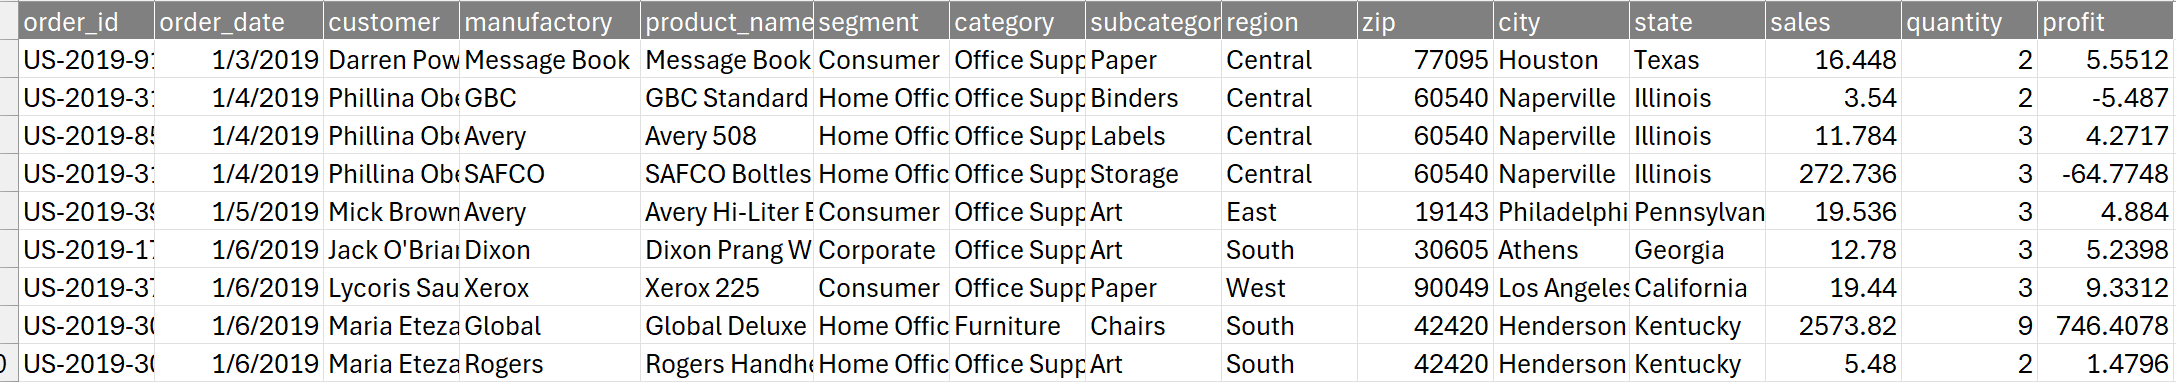 order_id order_date customer manufactory product_name segment category subcategor region zip city state sales quantity profit
US-2019-91 1/3/2019 Darren Pow Message Book Message Book Consumer Office Supp Paper Central 77095 Houston Texas 16.448 2 5.5512
US-2019-31 1/4/2019 Phillina Obe GBC GBC Standard Home Offic Office Supp Binders Central 60540 Naperville Illinois 3.54 2 -5.487
US-2019-85 1/4/2019 Phillina Obe Avery Avery 508 Home Offic Office Supp Labels Central 60540 Naperville Illinois 11.784 3 4.2717
US-2019-31 1/4/2019 Phillina Obe SAFCO SAFCO Boltles Home Offic Office Supp Storage Central 60540 Naperville Illinois 272.736 3 -64.7748
US-2019-39 1/5/2019 Mick Brown Avery Avery Hi-Liter E Consumer Office Supp Art East 19143 Philadelphi Pennsylvan 19.536 3 4.884
US-2019-17 1/6/2019 Jack O'Briar Dixon Dixon Prang W Corporate Office Supp Art South 30605 Athens Georgia 12.78 3 5.2398
US-2019-37 1/6/2019 Lycoris Sau Xerox Xerox 225 Consumer Office Supp Paper West 90049 Los Angeles California 19.44 3 9.3312
US-2019-30 1/6/2019 Maria Eteza Global Global Deluxe Home Offic Furniture Chairs South 42420 Henderson Kentucky 2573.82 9 746.4078
0 US-2019-30 1/6/2019 Maria Eteza Rogers Rogers Handhe Home Offic Office Supp Art South 42420 Henderson Kentucky 5.48 2 1.4796